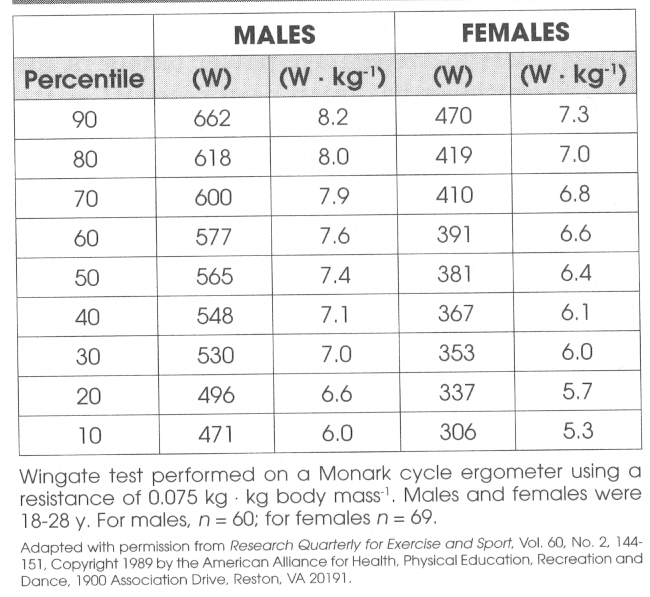 MALES FEMALES
Percentile (W) (W · kg⁻¹) (W) (W · kg⁻¹)
90 662 8.2 470 7.3
80 618 8.0 419 7.0
70 600 7.9 410 6.8
60 577 7.6 391 6.6
50 565 7.4 381 6.4
40 548 7.1 367 6.1
30 530 7.0 353 6.0
20 496 6.6 337 5.7
10 471 6.0 306 5.3
Wingate test performed on a Monark cycle ergometer using a
resistance of 0.075 kg · kg body mass⁻¹. Males and females were
18-28 y. For males, n = 60; for females n = 69.
Adapted with permission from Research Quarterly for Exercise and Sport, Vol. 60, No. 2, 144-
151, Copyright 1989 by the American Alliance for Health, Physical Education, Recreation and
Dance, 1900 Association Drive, Reston, VA 20191.